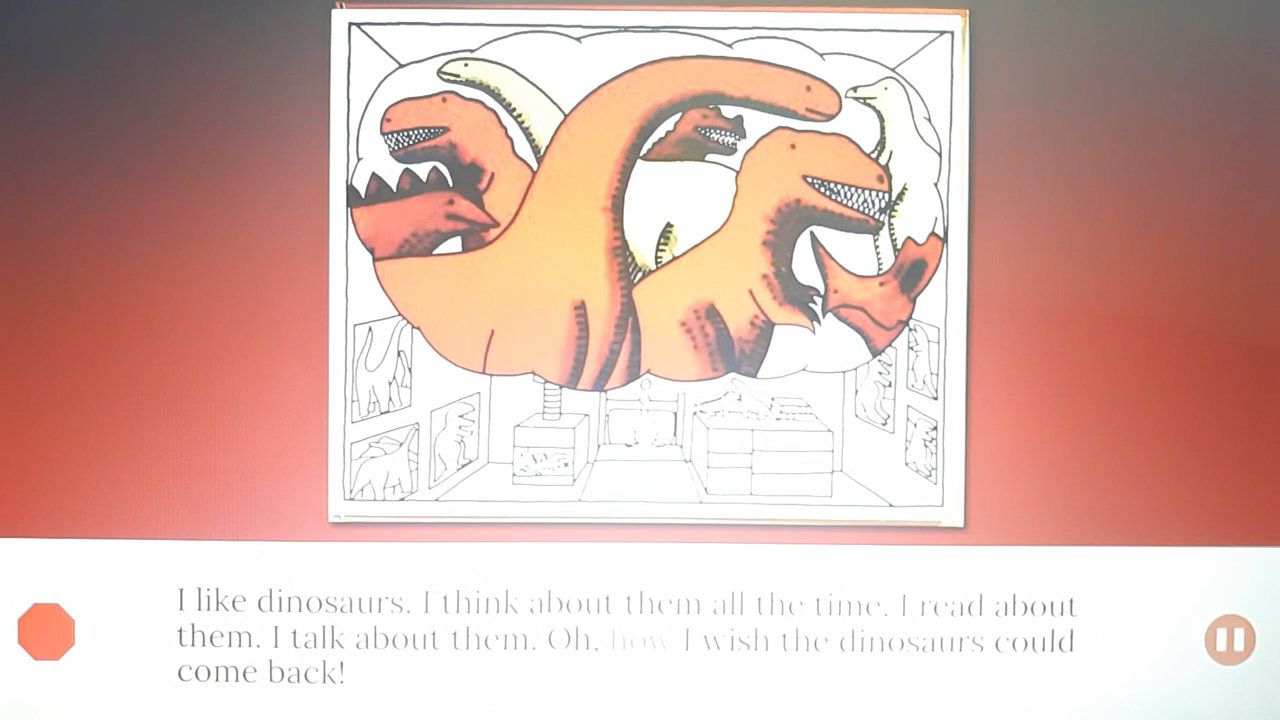 I like dinosaurs. I think about them all the time. I read about
them. I talk about them. Oh, how I wish the dinosaurs could
come back!